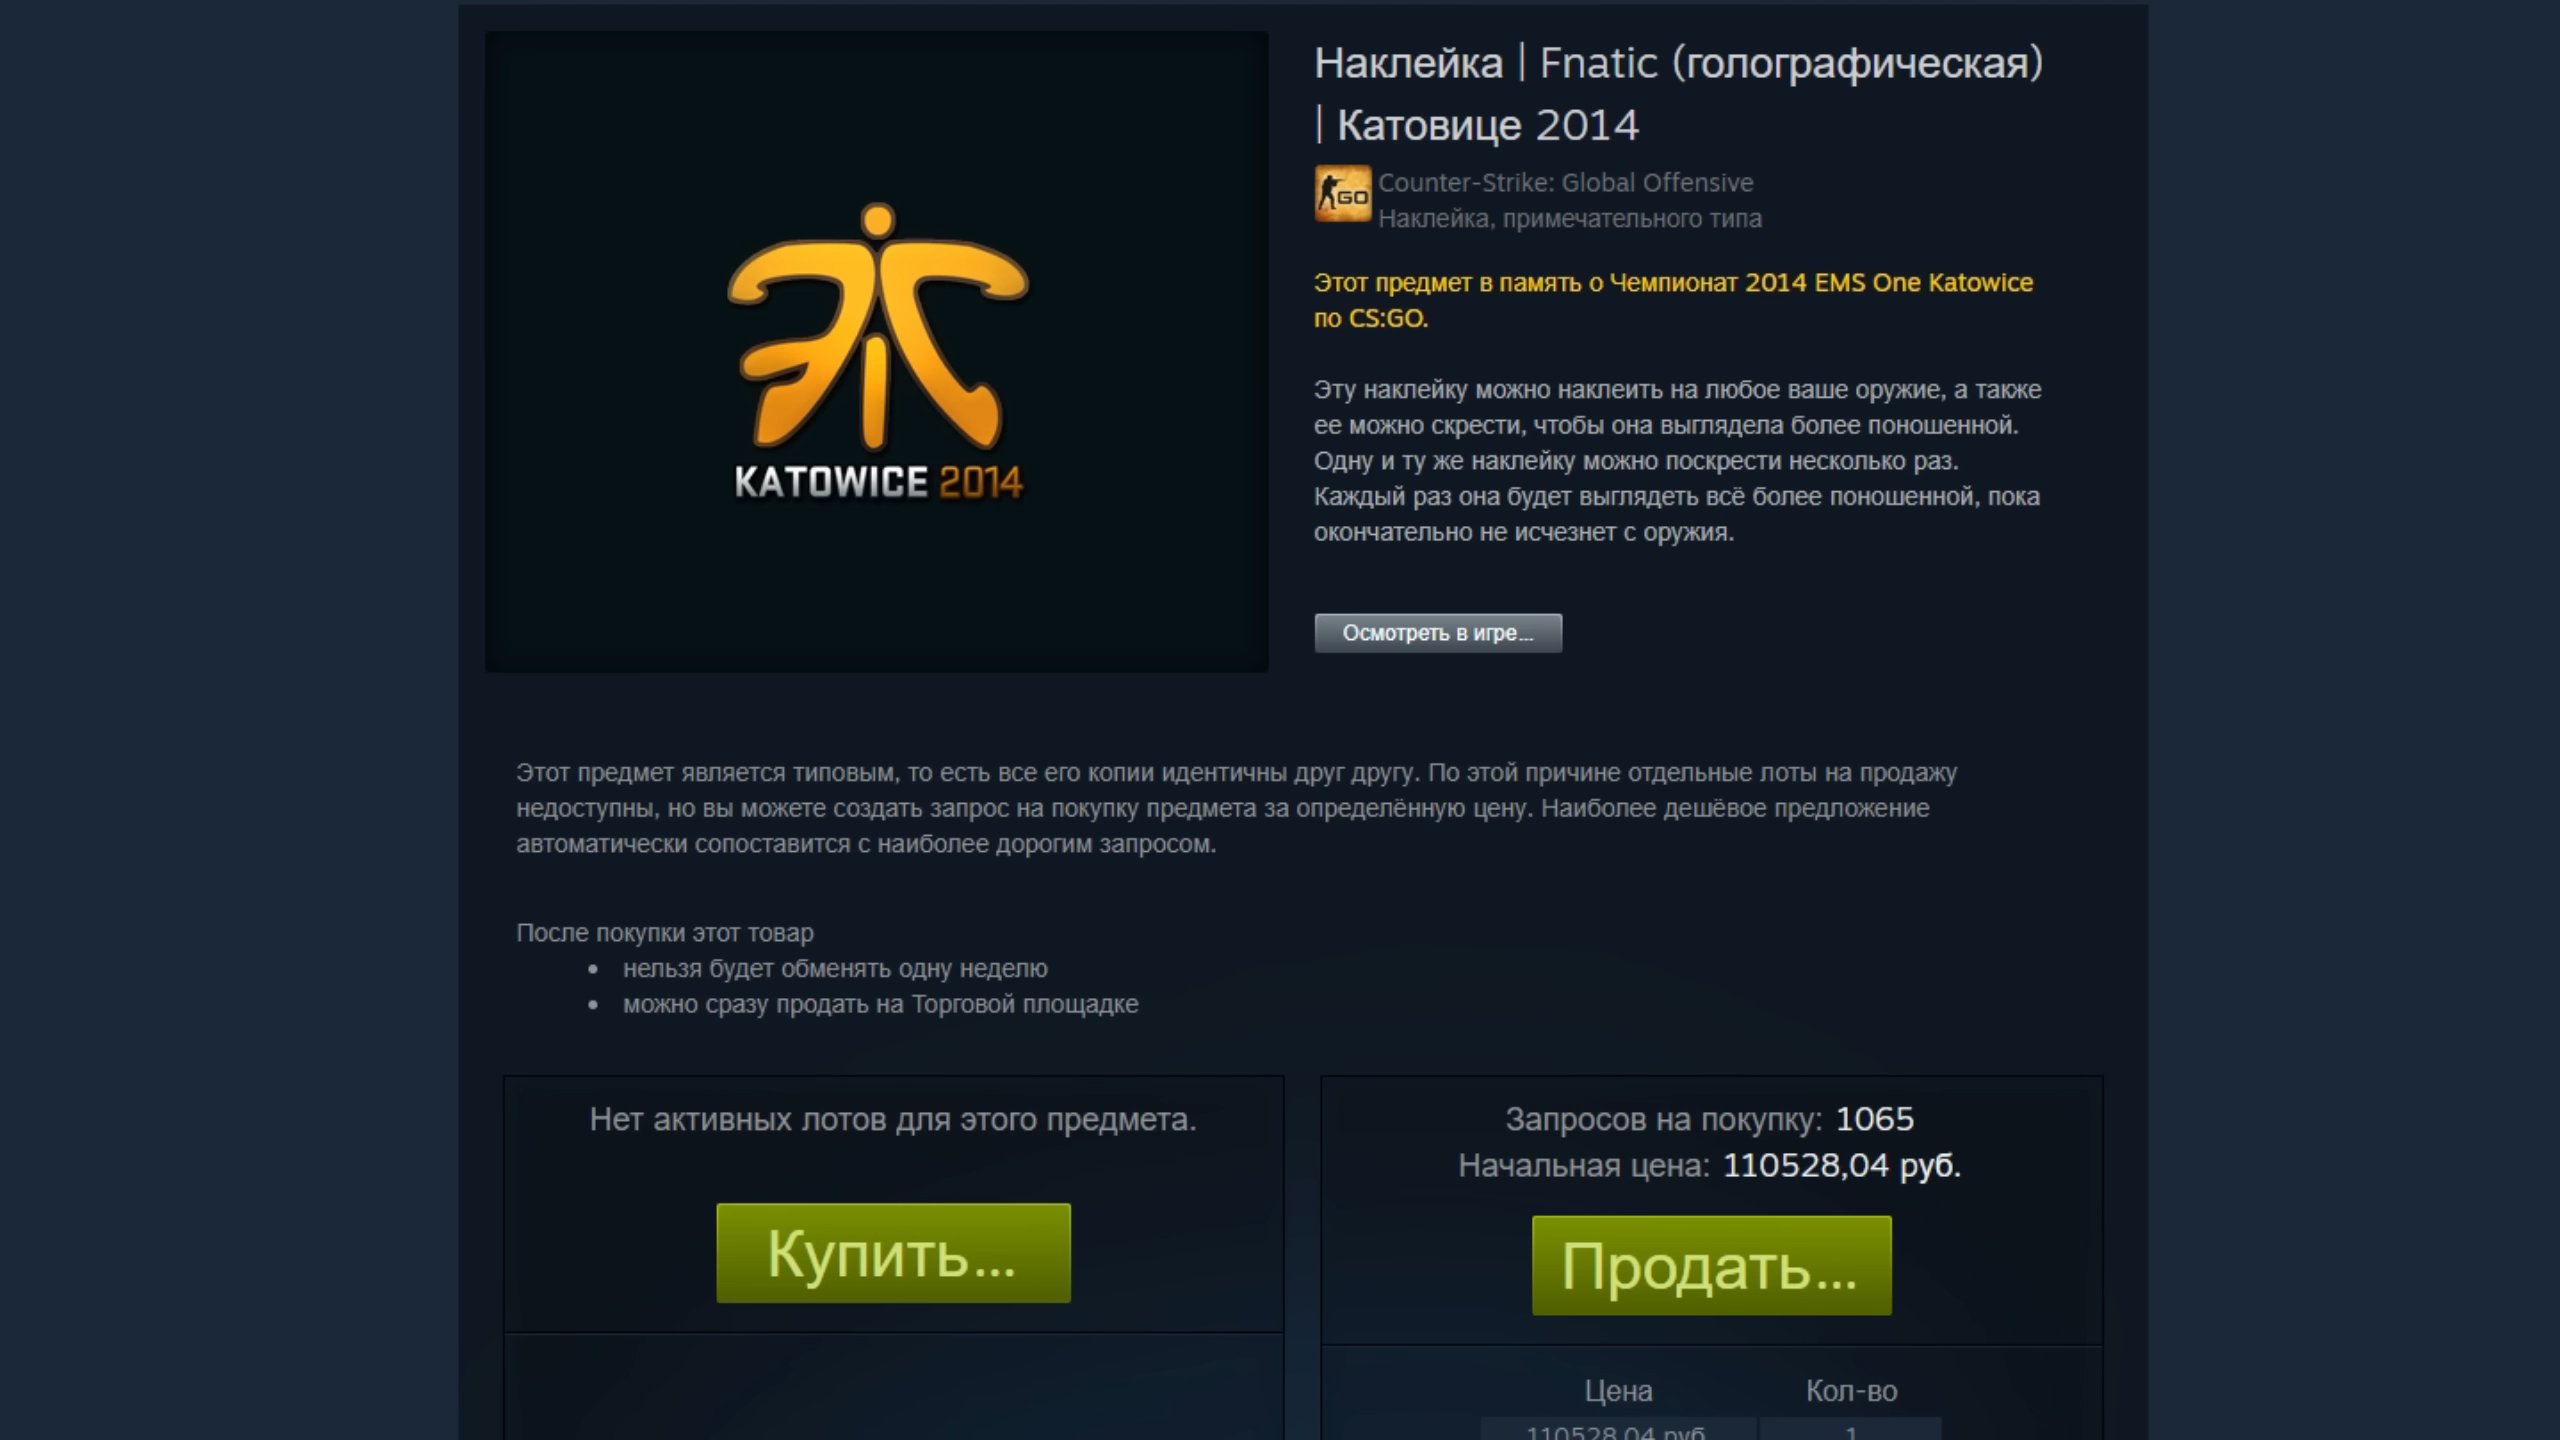 Наклейка | Fnatic (голографическая)
| Катовице 2014
GO
Counter-Strike: Global Offensive
Наклейка, примечательного типа
Этот предмет в память о Чемпионат 2014 EMS One Katowice
по CS:GO.
Эту наклейку можно наклеить на любое ваше оружие, а также
ее можно скрести, чтобы она выглядела более поношенной.
Одну и ту же наклейку можно поскрести несколько раз.
Каждый раз она будет выглядеть всё более поношенной, пока
окончательно не исчезнет с оружия.
Осмотреть в игре...
KATOWICE 2014
Этот предмет является типовым, то есть все его копии идентичны друг другу. По этой причине отдельные лоты на продажу
недоступны, но вы можете создать запрос на покупку предмета за определённую цену. Наиболее дешёвое предложение
автоматически сопоставится с наиболее дорогим запросом.
После покупки этот товар
• нельзя будет обменять одну неделю
• можно сразу продать на Торговой площадке
Нет активных лотов для этого предмета.
Купить...
Запросов на покупку: 1065
Начальная цена: 110528,04 руб.
Продать...
Цена Кол-во
110528,04 руб. 1